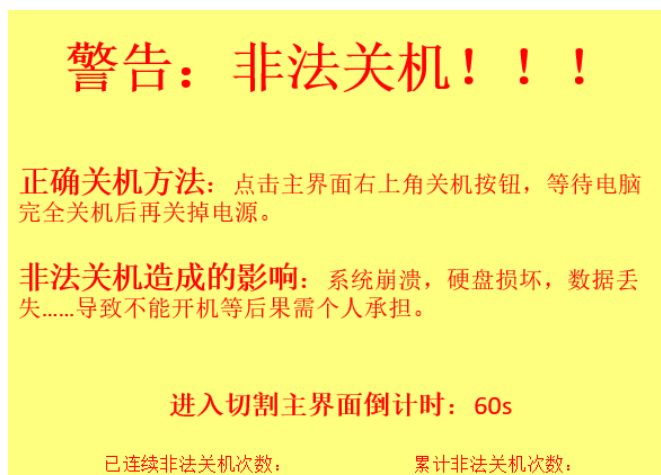 警告：非法关机！！！
正确关机方法：点击主界面右上角关机按钮，等待电脑
完全关机后再关掉电源。
非法关机造成的影响：系统崩溃，硬盘损坏，数据丢
失……导致不能开机等后果需个人承担。
进入切割主界面倒计时：60s
已连续非法关机次数： 累计非法关机次数：